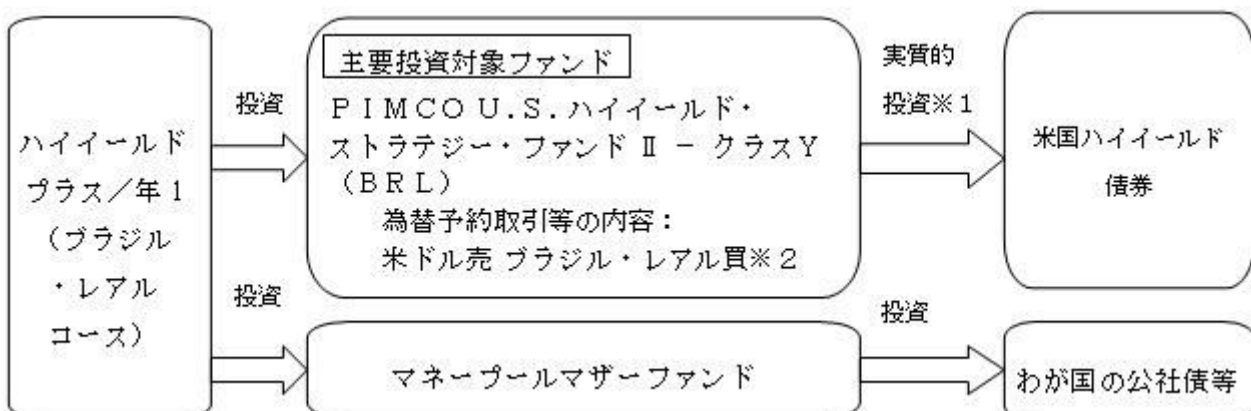 ハイイールド
プラス／年1
（ブラジル
・レアル
コース）
投資
投資
主要投資対象ファンド
ＰＩＭＣＯ Ｕ.Ｓ.ハイイールド・
ストラテジー・ファンド Ⅱ － クラスＹ
（ＢＲＬ）
為替予約取引等の内容：
米ドル売 ブラジル・レアル買※２
マネープールマザーファンド
実質的
投資※１
投資
米国ハイイールド
債券
わが国の公社債等